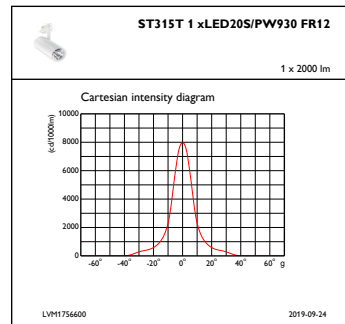 ST315T 1 xLED20S/PW930 FR12
1 x 2000 lm
Cartesian intensity diagram
(cd/1000lm)
10000
8000
6000
4000
2000
0
-60° -40° -20° 0° 20° 40° 60° g
LVM1756600 2019-09-24